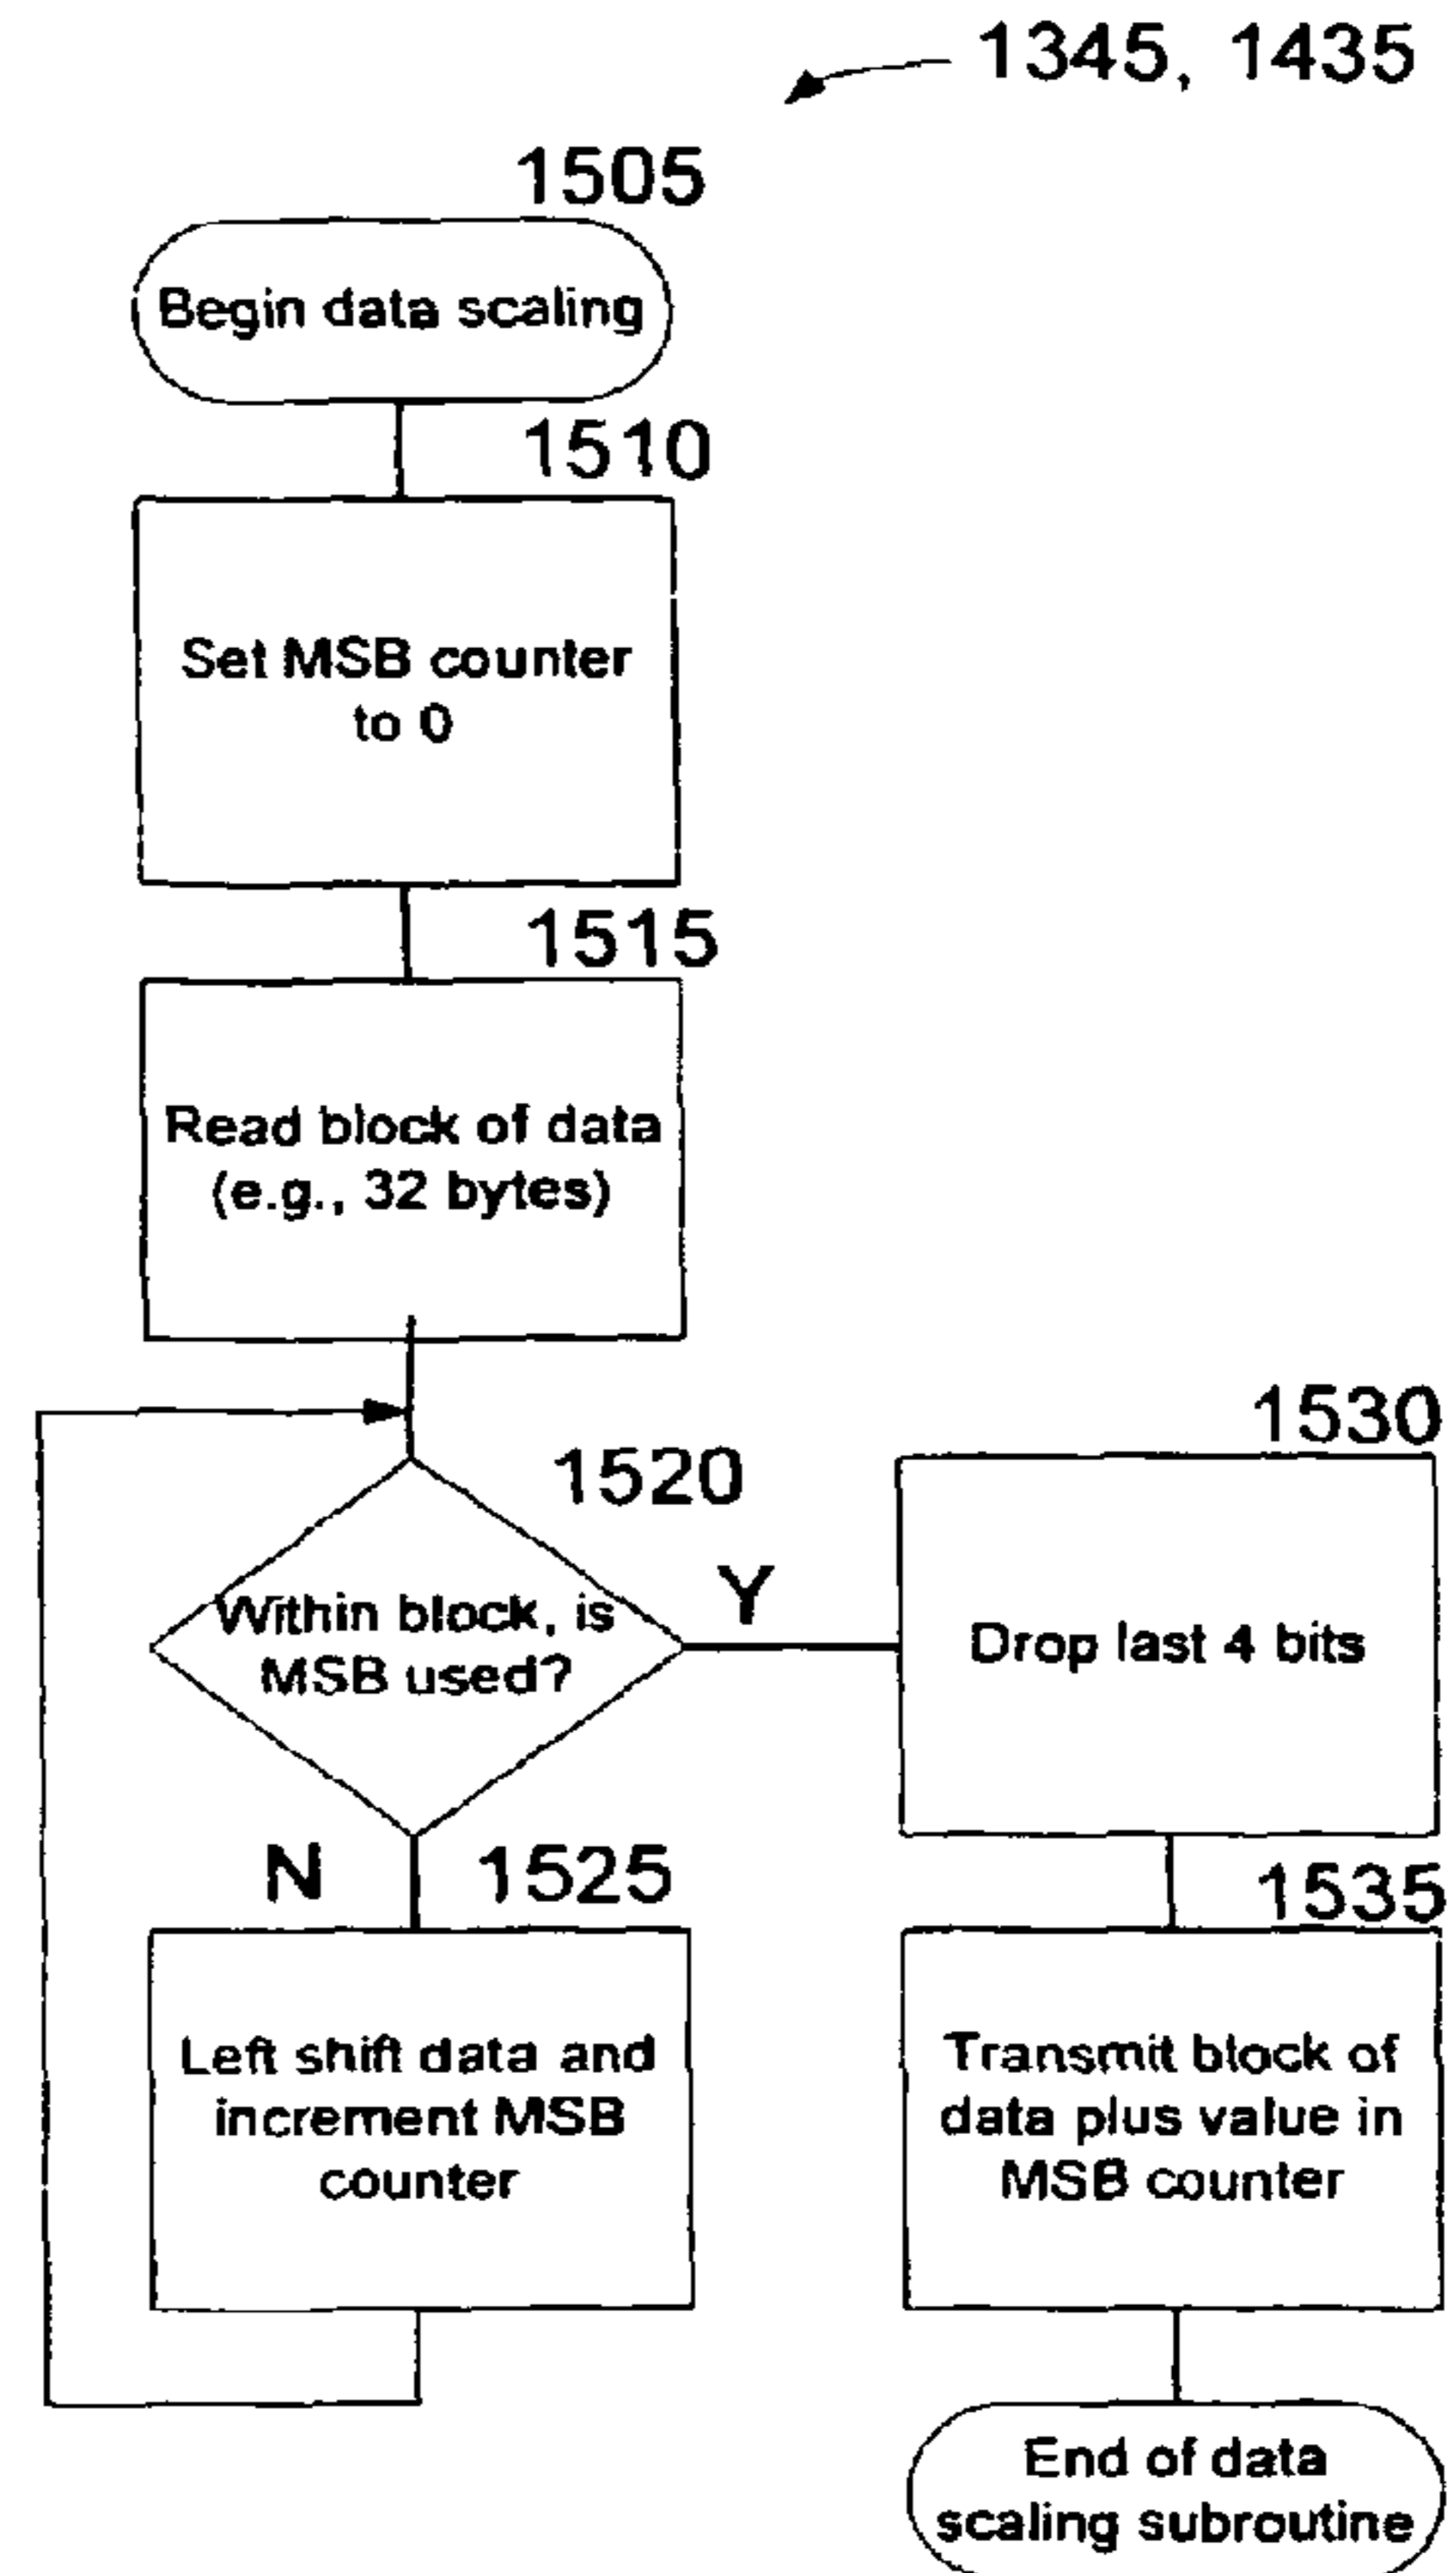 1345, 1435
1505
Begin data scaling
1510
Set MSB counter
to 0
1515
Read block of data
(e.g., 32 bytes)
1520
Within block, is
MSB used?
Y
N
1525
Left shift data and
increment MSB
counter
1530
Drop last 4 bits
1535
Transmit block of
data plus value in
MSB counter
End of data
scaling subroutine